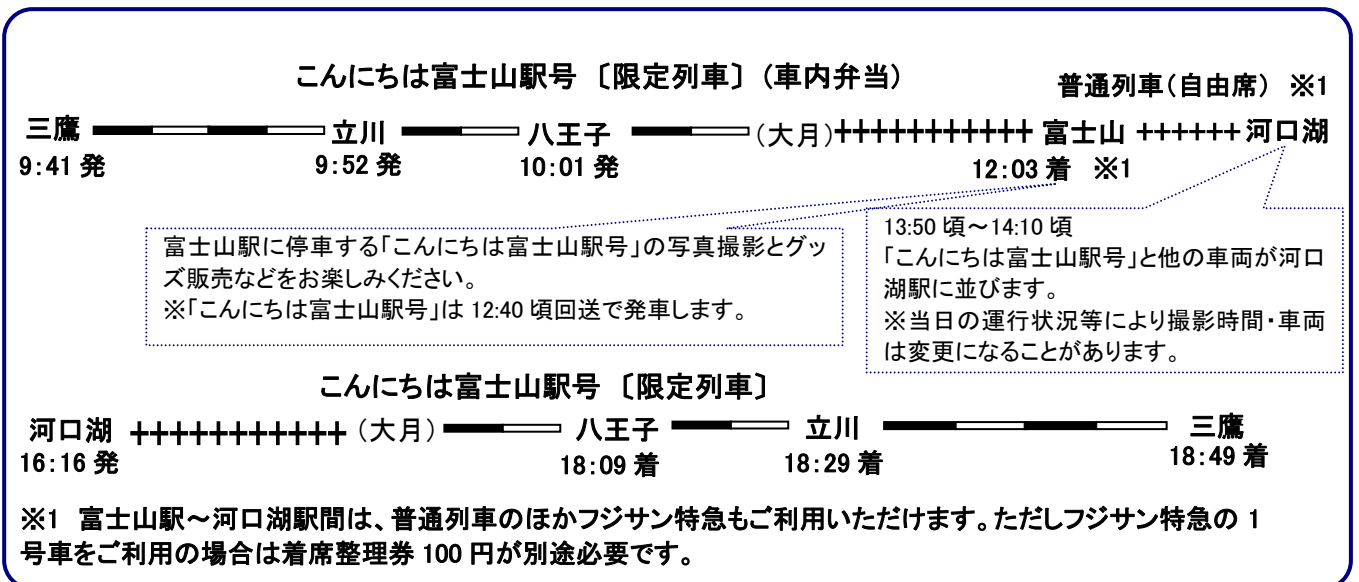 こんにちは富士山駅号 〔限定列車〕 (車内弁当)
普通列車(自由席) ※1
三鷹 立川 八王子 (大月) 富士山 河口湖
9:41 発 9:52 発 10:01 発 12:03 着 ※1
富士山駅に停車する「こんにちは富士山駅号」の写真撮影とグッ
ズ販売などをお楽しみください。
※「こんにちは富士山駅号」は 12:40 頃回送で発車します。
13:50 頃~14:10 頃
「こんにちは富士山駅号」と他の車両が河口
湖駅に並びます。
※当日の運行状況等により撮影時間・車両
は変更になることがあります。
こんにちは富士山駅号 〔限定列車〕
河口湖 (大月) 八王子 立川 三鷹
16:16 発 18:09 着 18:29 着 18:49 着
※1 富士山駅~河口湖駅間は、普通列車のほかフジサン特急もご利用いただけます。ただしフジサン特急の 1
号車をご利用の場合は着席整理券 100 円が別途必要です。